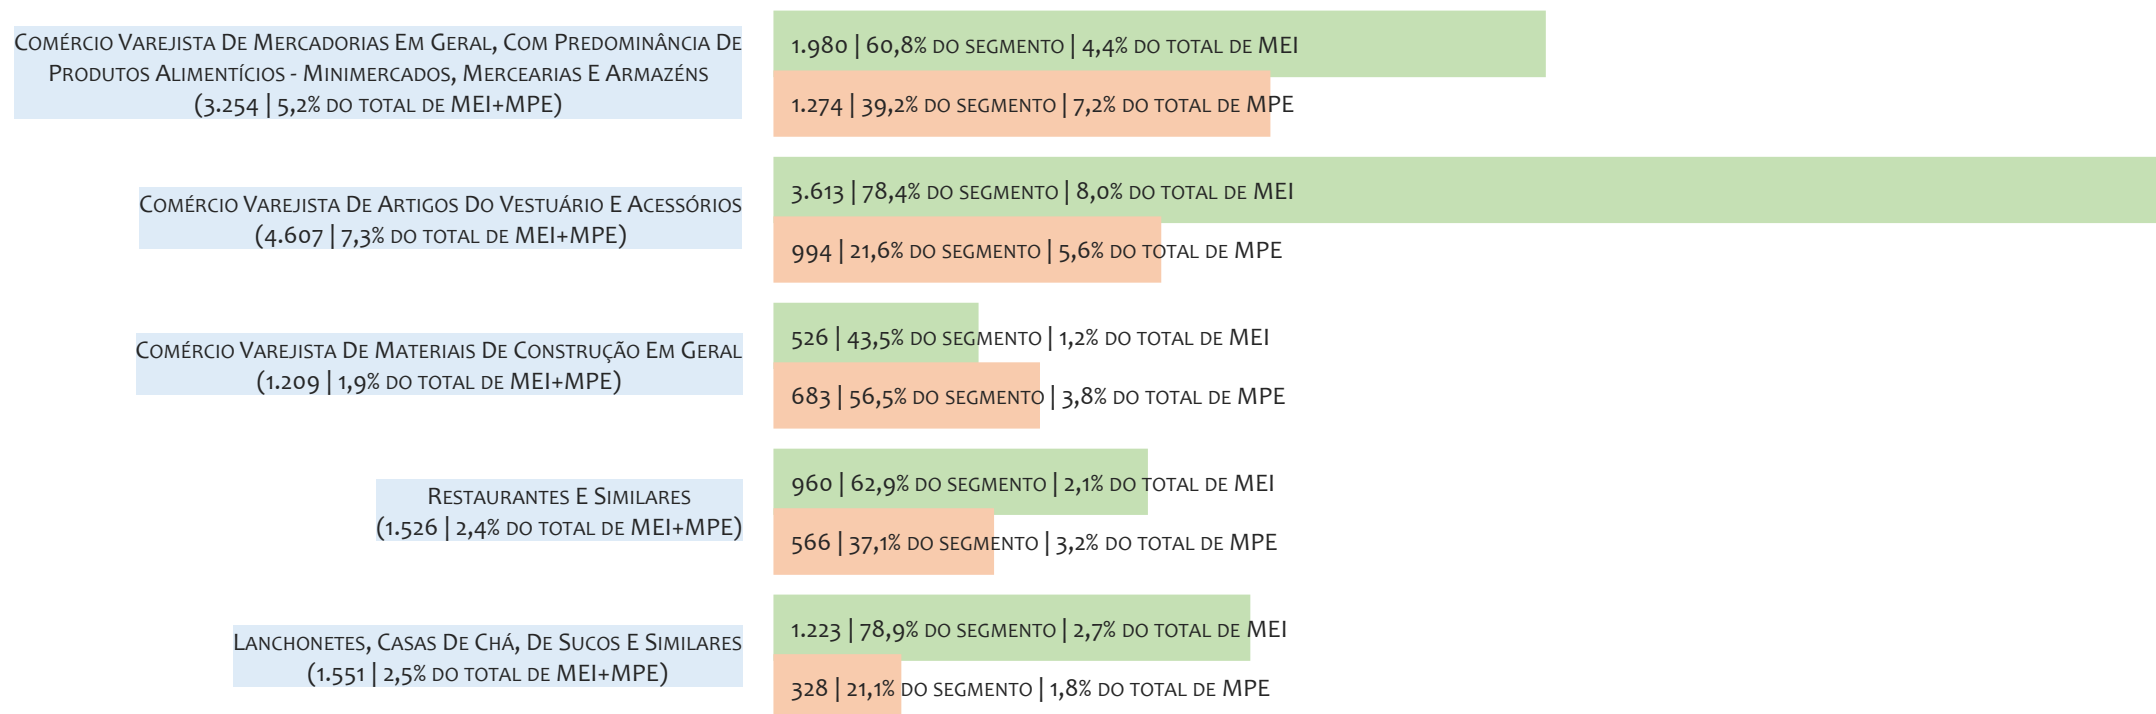 Comércio Varejista De Mercadorias Em Geral, Com Predominância De
Produtos Alimentícios - Minimercados, Mercearias E Armazéns
(3.254 | 5,2% do total de MEI+MPE)
1.980 | 60,8% do segmento | 4,4% do total de MEI
1.274 | 39,2% do segmento | 7,2% do total de MPE
Comércio Varejista De Artigos Do Vestuário E Acessórios
(4.607 | 7,3% do total de MEI+MPE)
3.613 | 78,4% do segmento | 8,0% do total de MEI
994 | 21,6% do segmento | 5,6% do total de MPE
Comércio Varejista De Materiais De Construção Em Geral
(1.209 | 1,9% do total de MEI+MPE)
526 | 43,5% do segmento | 1,2% do total de MEI
683 | 56,5% do segmento | 3,8% do total de MPE
Restaurantes E Similares
(1.526 | 2,4% do total de MEI+MPE)
960 | 62,9% do segmento | 2,1% do total de MEI
566 | 37,1% do segmento | 3,2% do total de MPE
Lanchonetes, Casas De Chá, De Sucos E Similares
(1.551 | 2,5% do total de MEI+MPE)
1.223 | 78,9% do segmento | 2,7% do total de MEI
328 | 21,1% do segmento | 1,8% do total de MPE